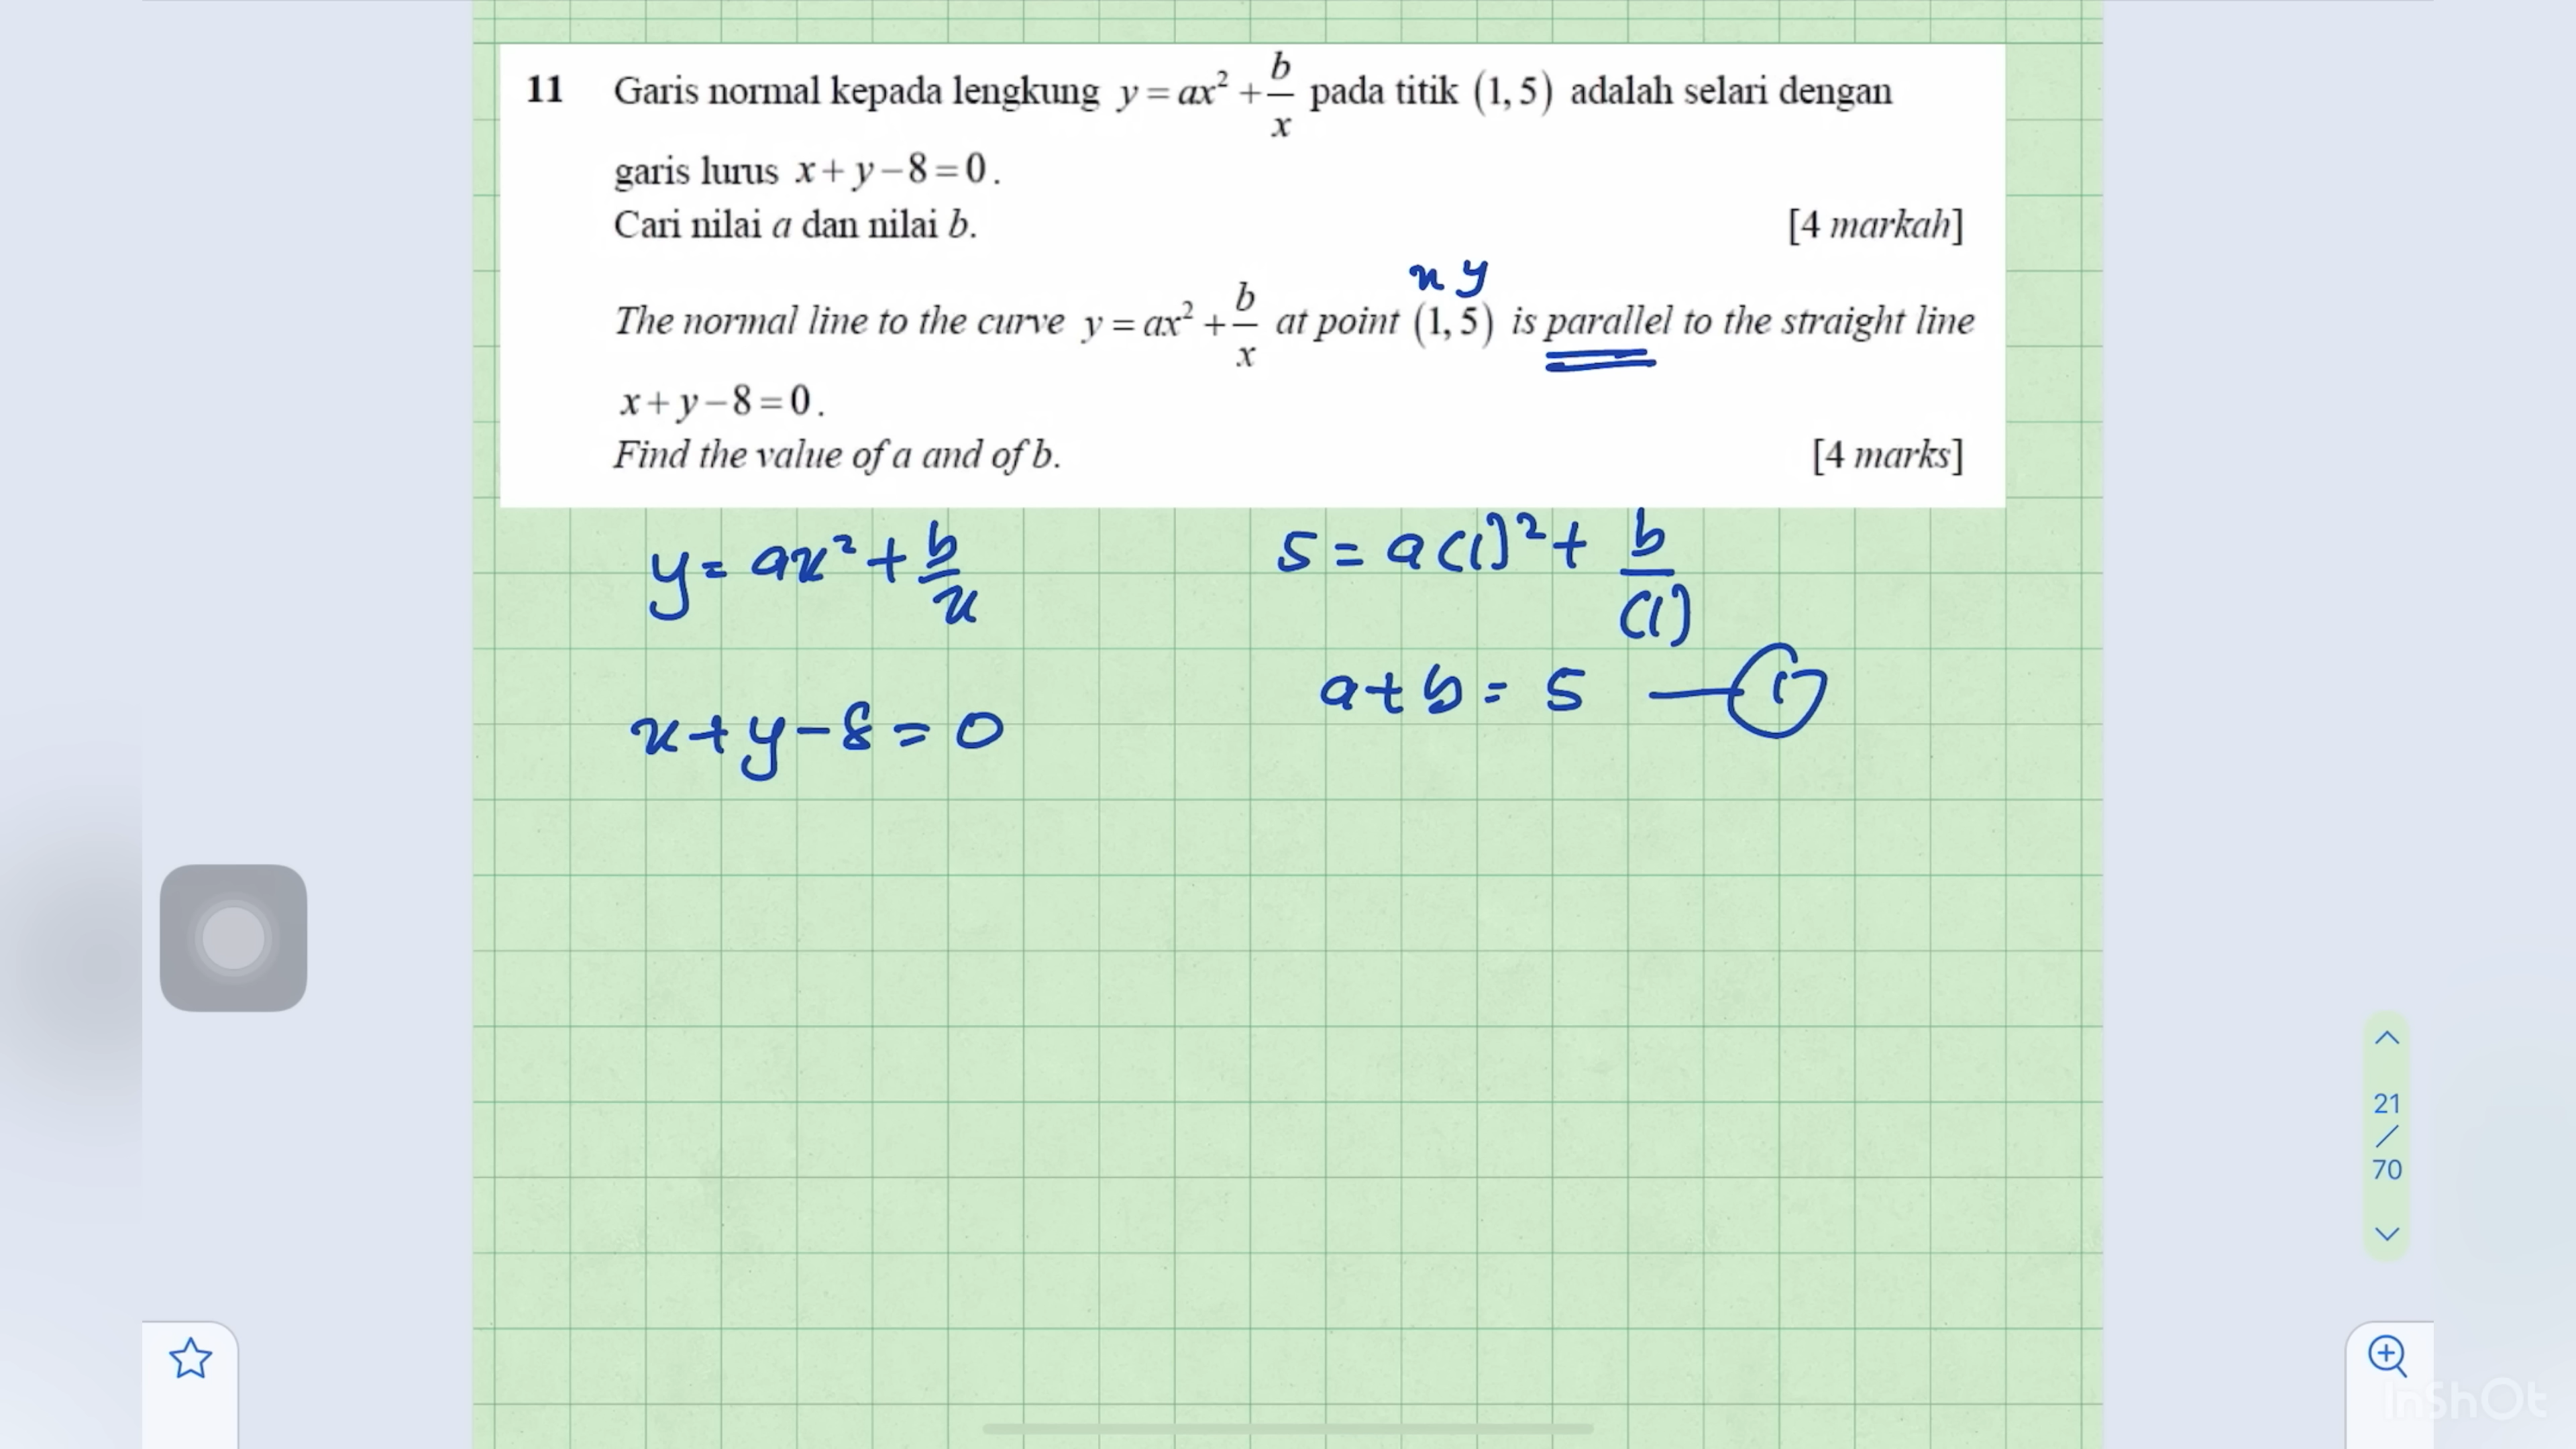 11 Garis normal kepada lengkung y = ax² + b/x pada titik (1, 5) adalah selari dengan
garis lurus x + y − 8 = 0.
Cari nilai a dan nilai b. [4 markah]
x y
The normal line to the curve y = ax² + b/x at point (1, 5) is parallel to the straight line
x + y − 8 = 0.
Find the value of a and of b. [4 marks]
y = ax² + b/x
5 = a(1)² + b/(1)
a + b = 5 — ①
x + y − 8 = 0
21
/
70
InShOt